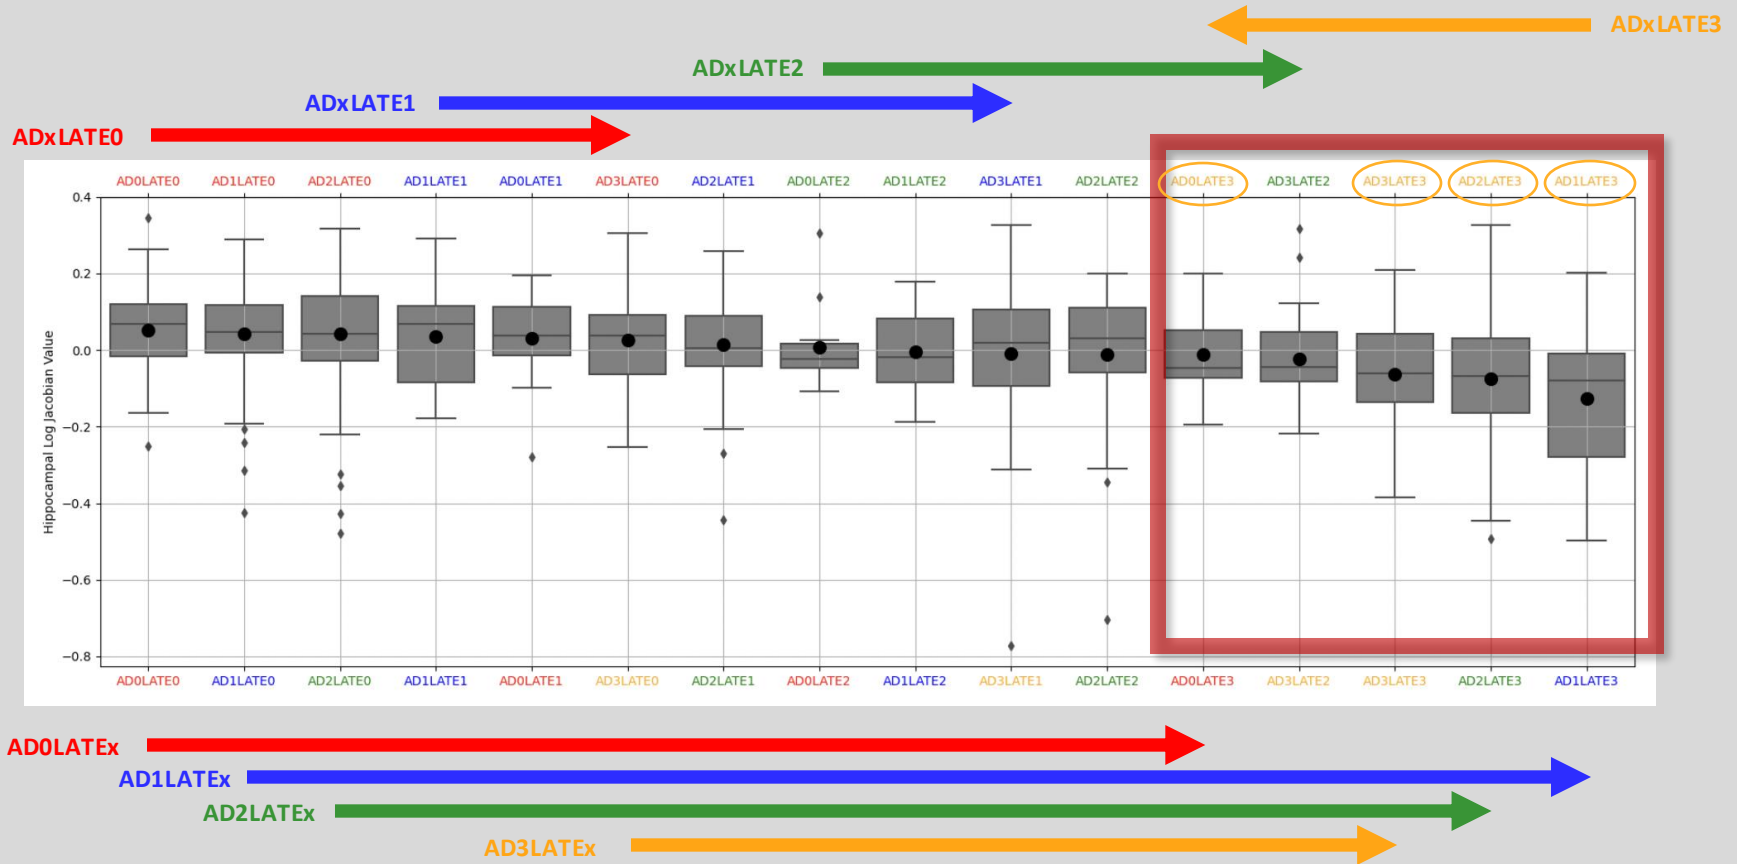 ADxLATE3
ADxLATE2
ADxLATE1
ADxLATE0
AD0LATE0 AD1LATE0 AD2LATE0 AD1LATE1 AD0LATE1 AD3LATE0 AD2LATE1 AD0LATE2 AD1LATE2 AD3LATE1 AD2LATE2 AD0LATE3 AD3LATE2 AD3LATE3 AD2LATE3 AD1LATE3
0.4
0.2
0.0
−0.2
−0.4
−0.6
−0.8
Hippocampal Log Jacobian Value
AD0LATE0 AD1LATE0 AD2LATE0 AD1LATE1 AD0LATE1 AD3LATE0 AD2LATE1 AD0LATE2 AD1LATE2 AD3LATE1 AD2LATE2 AD0LATE3 AD3LATE2 AD3LATE3 AD2LATE3 AD1LATE3
AD0LATEx
AD1LATEx
AD2LATEx
AD3LATEx